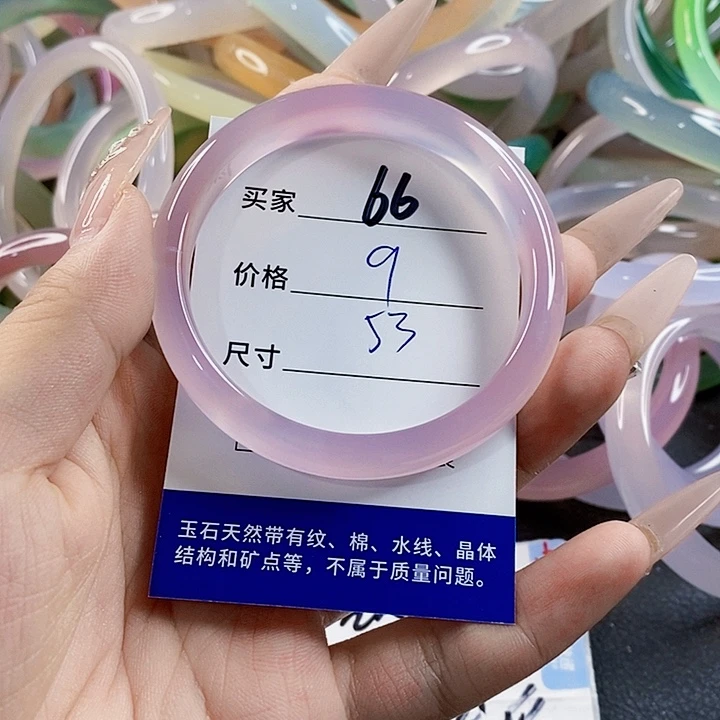 买家 66
价格 9
尺寸 53
玉石天然带有纹、棉、水线、晶体
结构和矿点等，不属于质量问题。